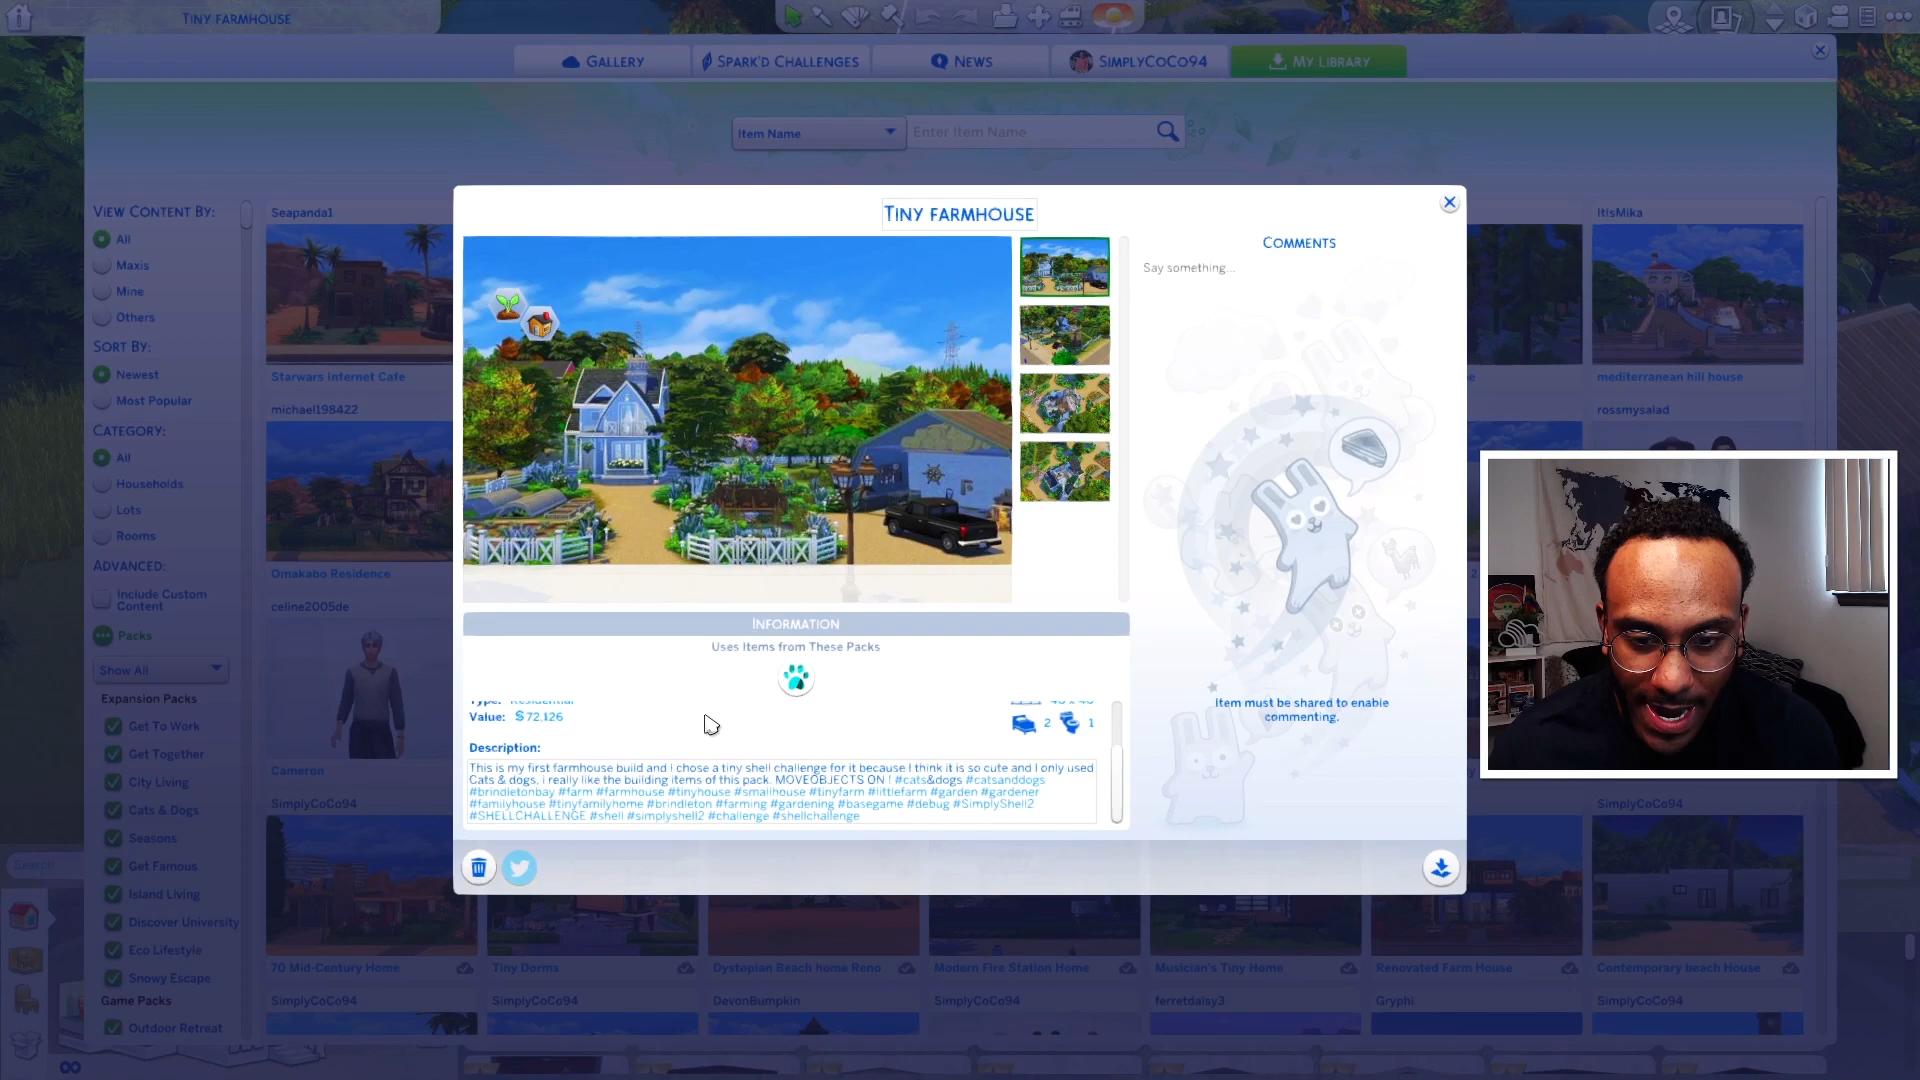 TINY FARMHOUSE
GALLERY
SPARK'D CHALLENGES
NEWS
SIMPLYCOCO94
MY LIBRARY
Item Name
Enter Item Name
VIEW CONTENT BY:
All
Maxis
Mine
Others
SORT BY:
Newest
Most Popular
CATEGORY:
All
Households
Lots
Rooms
ADVANCED:
Include Custom
Content
Packs
Show All
Expansion Packs
Get To Work
Get Together
City Living
Cats & Dogs
Seasons
Get Famous
Island Living
Discover University
Eco Lifestyle
Snowy Escape
Game Packs
Outdoor Retreat
Search
Seapanda1
Starwars Internet Cafe
michael198422
Omakabo Residence
celine2005de
Cameron
SimplyCoCo94
ItIsMika
mediterranean hill house
rossmysalad
SimplyCoCo94
TINY FARMHOUSE
COMMENTS
Say something...
Item must be shared to enable
commenting.
INFORMATION
Uses Items from These Packs
Type: Residential
Value: §72,126
2 1
Description:
This is my first farmhouse build and I chose a tiny shell challenge for it because I think it is so cute and I only used
Cats & dogs, i really like the building items of this pack. MOVEOBJECTS ON ! #cats&dogs #catsanddogs
#brindletonbay #farm #farmhouse #tinyhouse #smallhouse #tinyfarm #littlefarm #garden #gardener
#familyhouse #tinyfamilyhome #brindleton #farming #gardening #basegame #debug #SimplyShell2
#SHELLCHALLENGE #shell #simplyshell2 #challenge #shellchallenge
70 Mid-Century Home
Tiny Dorms
Dystopian Beach home Reno
Modern Fire Station Home
Musician's Tiny Home
Renovated Farm House
Contemporary beach House
SimplyCoCo94
SimplyCoCo94
DevonBumpkin
SimplyCoCo94
ferretdaisy3
Gryphi
SimplyCoCo94